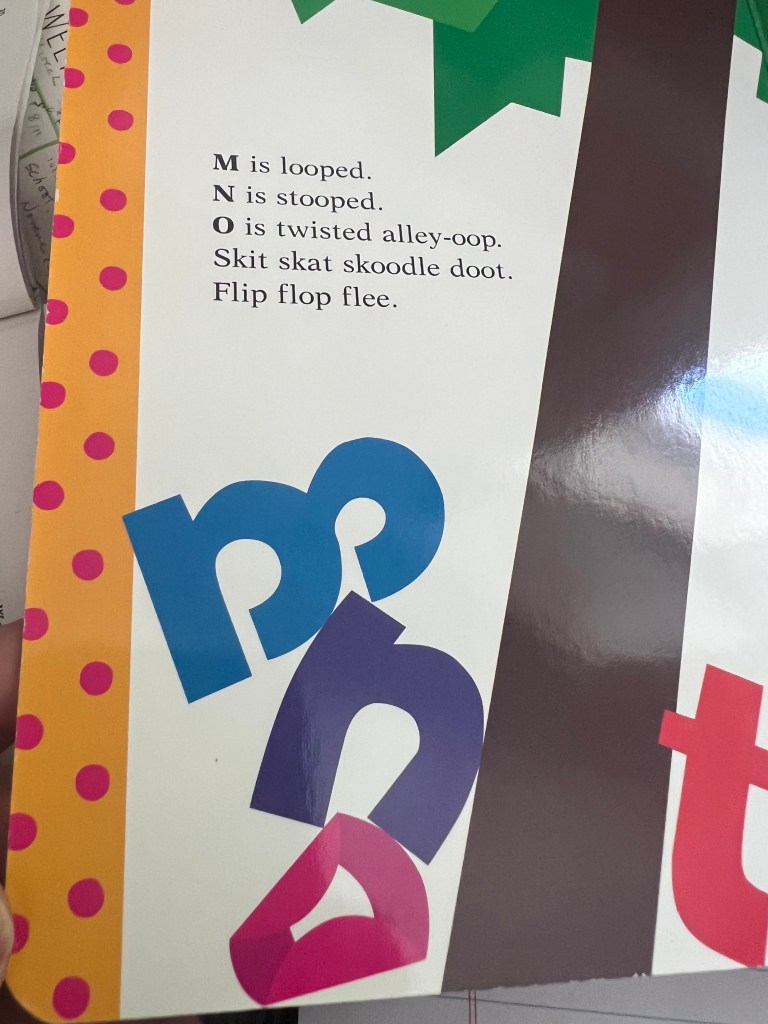 M is looped.
N is stooped.
O is twisted alley-oop.
Skit skat skoodle doot.
Flip flop flee.
m
n
o
t